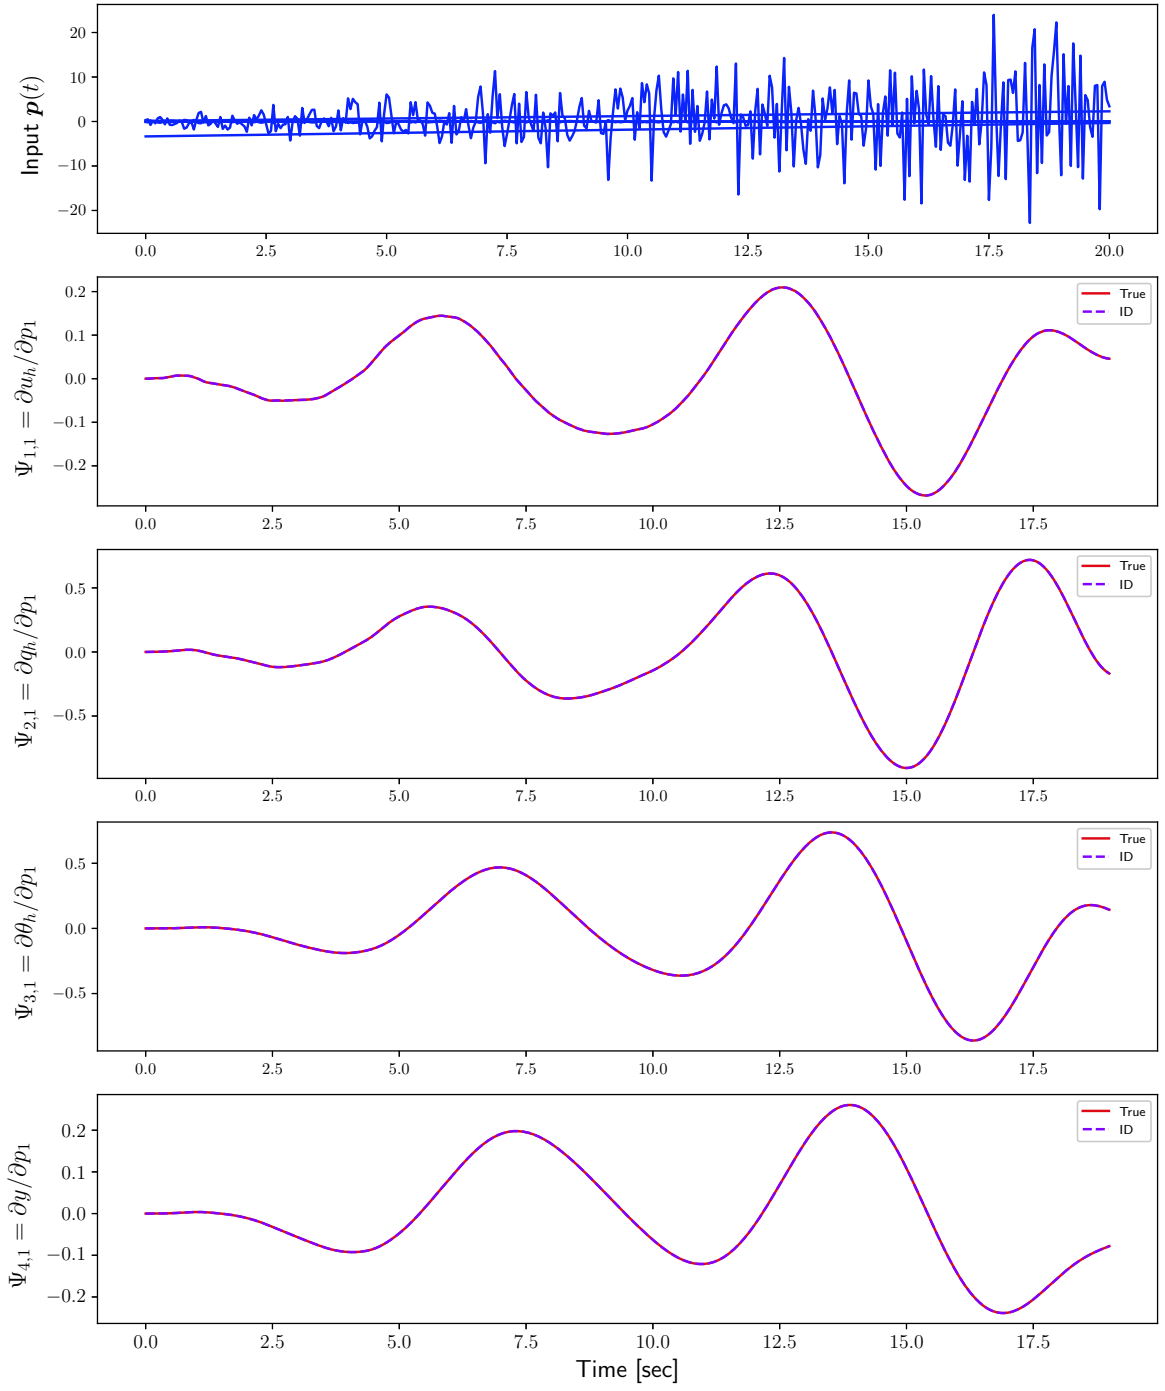 Input p(t)
20
10
0
−10
−20
0.0 2.5 5.0 7.5 10.0 12.5 15.0 17.5 20.0
Ψ1,1 = ∂uh/∂p1
0.2
0.1
0.0
−0.1
−0.2
True
ID
0.0 2.5 5.0 7.5 10.0 12.5 15.0 17.5
Ψ2,1 = ∂qh/∂p1
0.5
0.0
−0.5
True
ID
0.0 2.5 5.0 7.5 10.0 12.5 15.0 17.5
Ψ3,1 = ∂θh/∂p1
0.5
0.0
−0.5
True
ID
0.0 2.5 5.0 7.5 10.0 12.5 15.0 17.5
Ψ4,1 = ∂y/∂p1
0.2
0.1
0.0
−0.1
−0.2
True
ID
0.0 2.5 5.0 7.5 10.0 12.5 15.0 17.5
Time [sec]